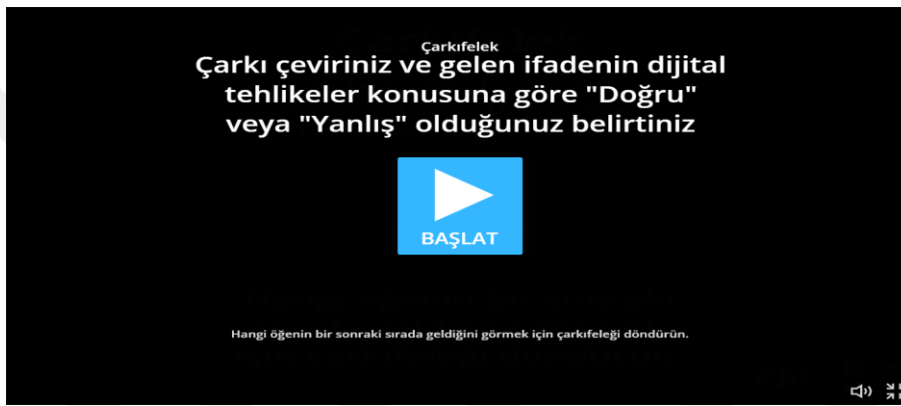 Çarkıfelek
Çarkı çeviriniz ve gelen ifadenin dijital
tehlikeler konusuna göre "Doğru"
veya "Yanlış" olduğunuz belirtiniz
BAŞLAT
Hangi öğenin bir sonraki sırada geldiğini görmek için çarkıfeleği döndürün.